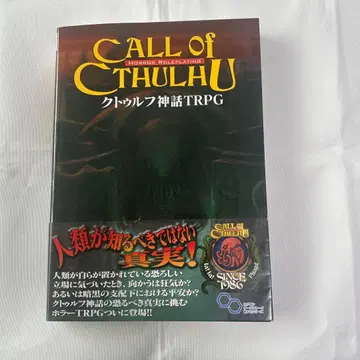 CALL of
HORROR ROLEPLAYING
CTHULHU
クトゥルフ神話TRPG
人類が知るべきではない
真実!
人類が自らが置かれている恐ろしい
立場に気づいたとき、向かうは狂気か?
あるいは暗黒の支配下における平安か?
クトゥルフ神話の恐るべき真実に挑む
ホラーTRPGついに登場!!
CALL of
CTHULHU
SINCE
1986